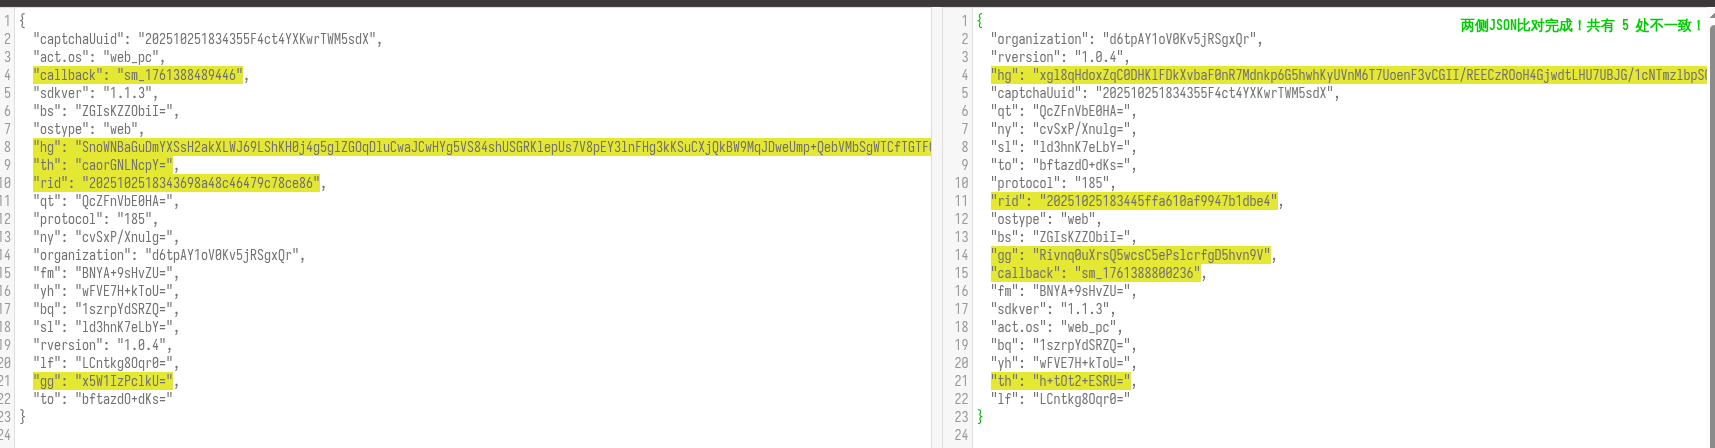 1 {
2 "captchaUuid": "202510251834355F4ct4YXKwrTWM5sdX",
3 "act.os": "web_pc",
4 "callback": "sm_1761388489446",
5 "sdkver": "1.1.3",
6 "bs": "ZGIsKZZObiI=",
7 "ostype": "web",
8 "hg": "SnoWNBaGuDmYXSsH2akXLWJ69LShKH0j4g5glZGOqDluCwaJCwHYg5VS84shUSGRKlepUs7V8pEY3lnFHg3kKSuCXjQkBW9MqJDweUmp+QebVMbSgWTCfTGTF
9 "th": "caorGNLNcpY=",
10 "rid": "2025102518343698a48c46479c78ce86",
11 "qt": "QcZFnVbE0HA=",
12 "protocol": "185",
13 "ny": "cvSxP/Xnulg=",
14 "organization": "d6tpAY1oV0Kv5jRSgxQr",
15 "fm": "BNYA+9sHvZU=",
16 "yh": "wFVE7H+kToU=",
17 "bq": "1szrpYdSRZQ=",
18 "sl": "ld3hnK7eLbY=",
19 "rversion": "1.0.4",
20 "lf": "LCntkg8Oqr0=",
21 "gg": "x5W1IzPclkU=",
22 "to": "bftazdO+dKs="
23 }
24
两侧JSON比对完成！共有 5 处不一致！
1 {
2 "organization": "d6tpAY1oV0Kv5jRSgxQr",
3 "rversion": "1.0.4",
4 "hg": "xgl8qHdoxZqC0DHKlFDkXvbaF0nR7Mdnkp6G5hwhKyUVnM6T7UoenF3vCGII/REECzROoH4GjwdtLHU7UBJG/1cNTmzlbpS
5 "captchaUuid": "202510251834355F4ct4YXKwrTWM5sdX",
6 "qt": "QcZFnVbE0HA=",
7 "ny": "cvSxP/Xnulg=",
8 "sl": "ld3hnK7eLbY=",
9 "to": "bftazdO+dKs=",
10 "protocol": "185",
11 "rid": "20251025183445ffa610af9947b1dbe4",
12 "ostype": "web",
13 "bs": "ZGIsKZZObiI=",
14 "gg": "Rivnq0uXrsQ5wcsC5ePslcrfgD5hvn9V",
15 "callback": "sm_1761388800236",
16 "fm": "BNYA+9sHvZU=",
17 "sdkver": "1.1.3",
18 "act.os": "web_pc",
19 "bq": "1szrpYdSRZQ=",
20 "yh": "wFVE7H+kToU=",
21 "th": "h+tOt2+ESRU=",
22 "lf": "LCntkg8Oqr0="
23 }
24